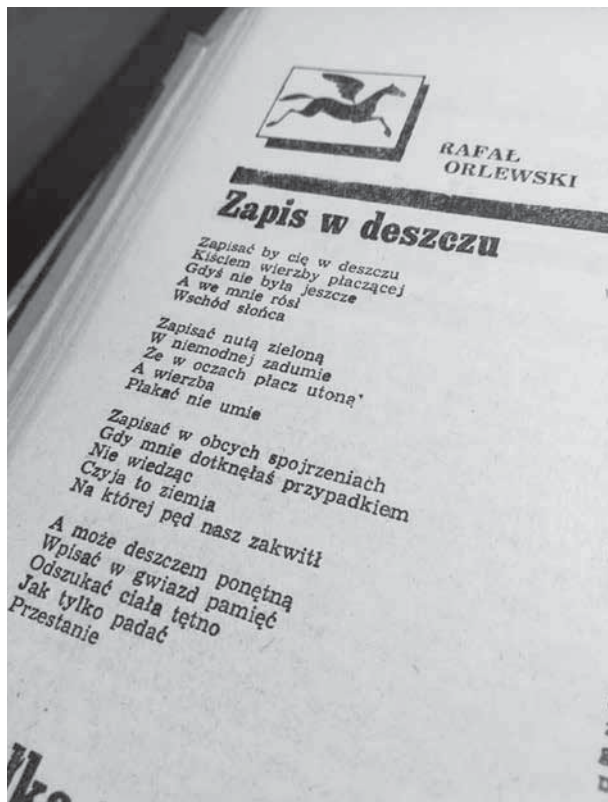 RAFAŁ
ORLEWSKI
Zapis w deszczu
Zapisać by cię w deszczu
Kiściem wierzby płaczącej
Gdyś nie była jeszcze
A we mnie rósł
Wschód słońca
Zapisać nutą zieloną
W niemodnej zadumie
Że w oczach płacz utoną'
A wierzba
Płakać nie umie
Zapisać w obcych spojrzeniach
Gdy mnie dotknęłaś przypadkiem
Nie wiedząc
Czyja to ziemia
Na której pęd nasz zakwitł
A może deszczem ponętną
Wpisać w gwiazd pamięć
Odszukać ciała tętno
Jak tylko padać
Przestanie